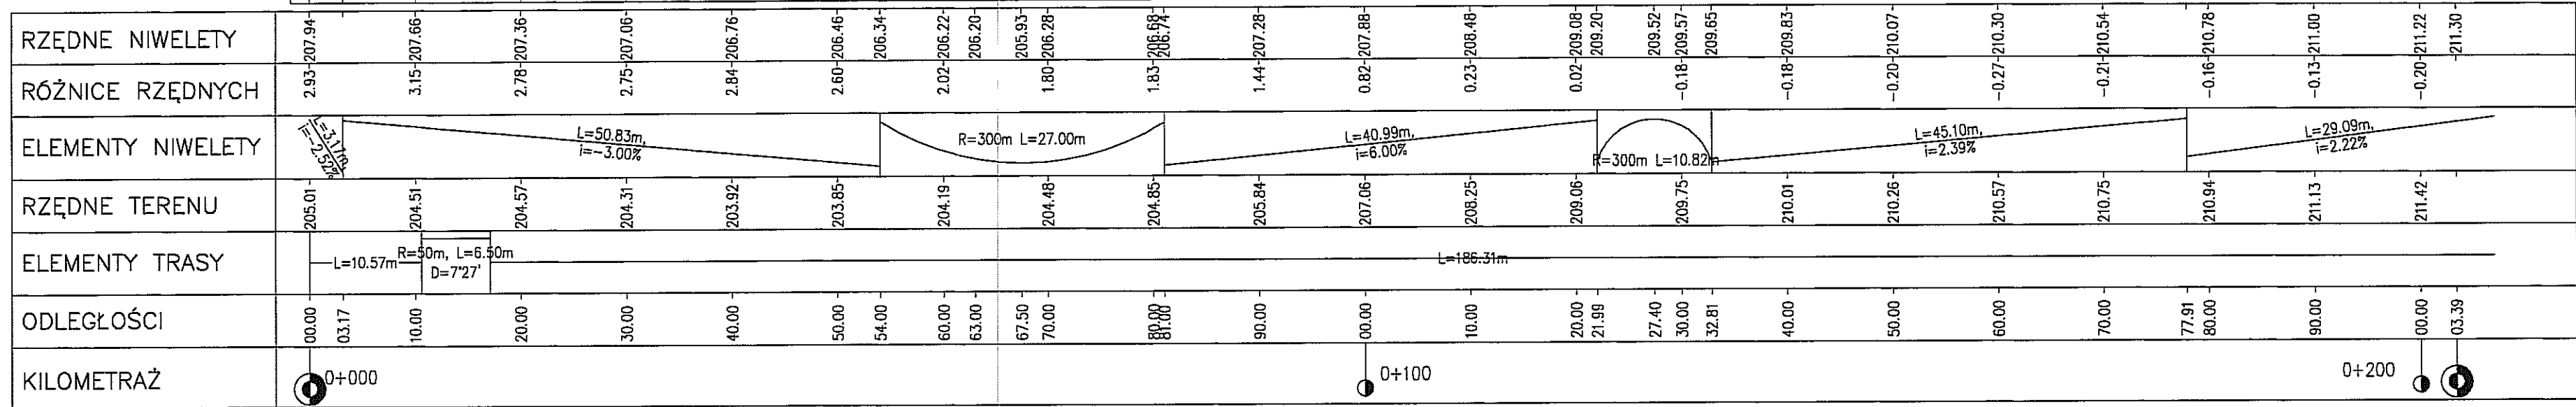 RZĘDNE NIWELETY 207.94 207.66 207.36 207.06 206.76 206.46 206.34 206.22 206.20 205.93 206.28 206.68 206.74 207.28 207.88 208.48 209.08 209.20 209.52 209.57 209.65 209.83 210.07 210.30 210.54 210.78 211.00 211.22 211.30
RÓŻNICE RZĘDNYCH 2.93 3.15 2.78 2.75 2.84 2.60 2.02 1.80 1.83 1.44 0.82 0.23 0.02 -0.18 -0.18 -0.20 -0.27 -0.21 -0.16 -0.13 -0.20
ELEMENTY NIWELETY
L=3.17m,
i=-2.52%
L=50.83m,
i=-3.00%
R=300m L=27.00m
L=40.99m,
i=6.00%
R=300m L=10.82m
L=45.10m,
i=2.39%
L=29.09m,
i=2.22%
RZĘDNE TERENU 205.01 204.51 204.57 204.31 203.92 203.85 204.19 204.48 204.85 205.84 207.06 208.25 209.06 209.75 210.01 210.26 210.57 210.75 210.94 211.13 211.42
ELEMENTY TRASY
L=10.57m
R=50m, L=6.50m
D=7°27'
L=186.31m
ODLEGŁOŚCI 00.00 03.17 10.00 20.00 30.00 40.00 50.00 54.00 60.00 63.00 67.50 70.00 80.00 81.00 90.00 00.00 10.00 20.00 21.99 27.40 30.00 32.81 40.00 50.00 60.00 70.00 77.91 80.00 90.00 00.00 03.39
KILOMETRAŻ 0+000 0+100 0+200